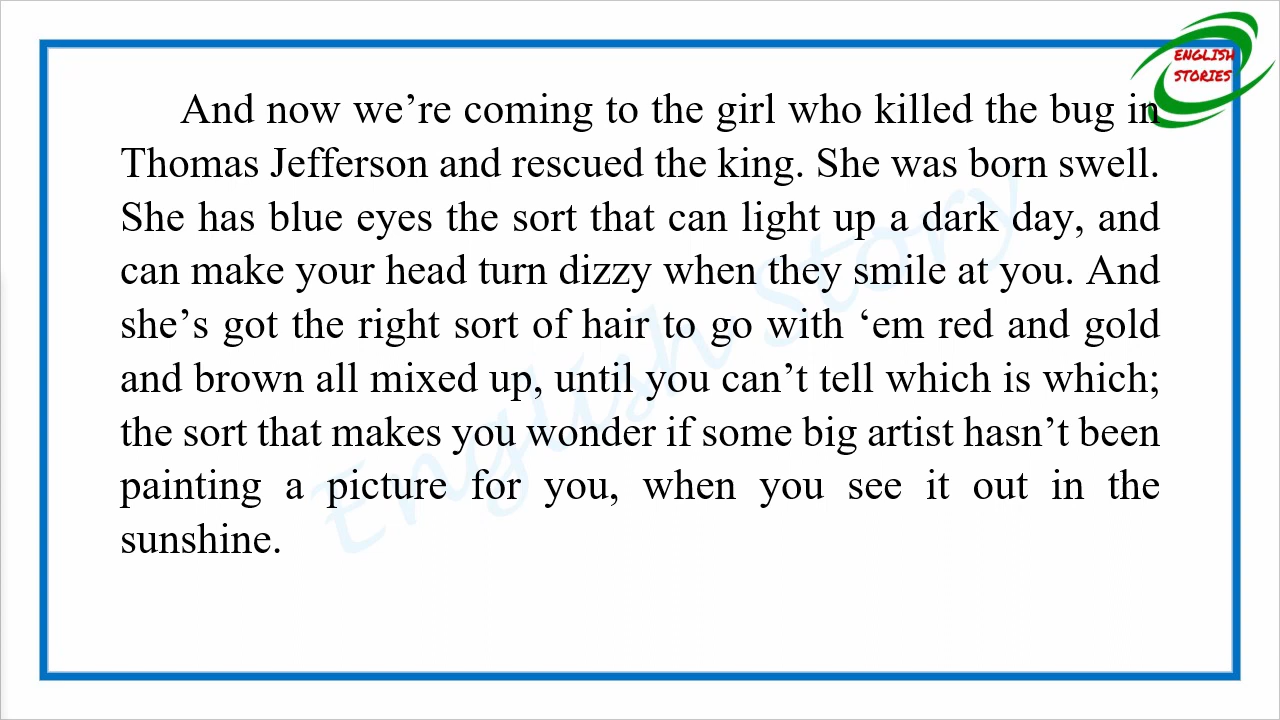 ENGLISH
STORIES
And now we’re coming to the girl who killed the bug in
Thomas Jefferson and rescued the king. She was born swell.
She has blue eyes the sort that can light up a dark day, and
can make your head turn dizzy when they smile at you. And
she’s got the right sort of hair to go with ‘em red and gold
and brown all mixed up, until you can’t tell which is which;
the sort that makes you wonder if some big artist hasn’t been
painting a picture for you, when you see it out in the
sunshine.
English Story